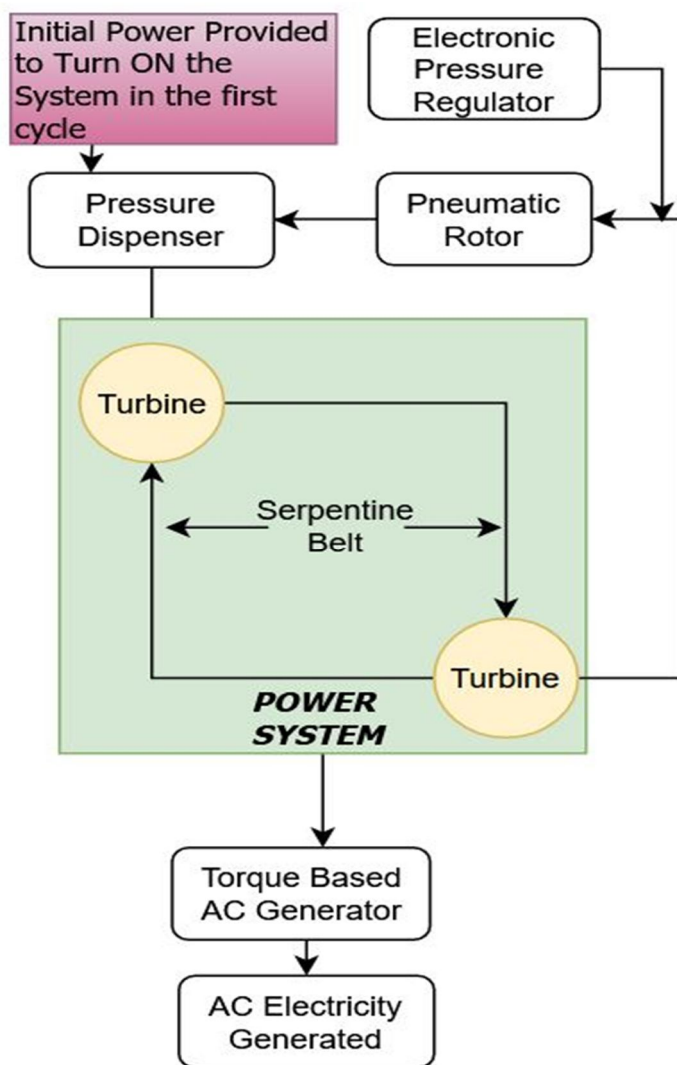 Initial Power Provided
to Turn ON the
System in the first
cycle
Electronic
Pressure
Regulator
Pressure
Dispenser
Pneumatic
Rotor
Turbine
Serpentine
Belt
Turbine
POWER
SYSTEM
Torque Based
AC Generator
AC Electricity
Generated